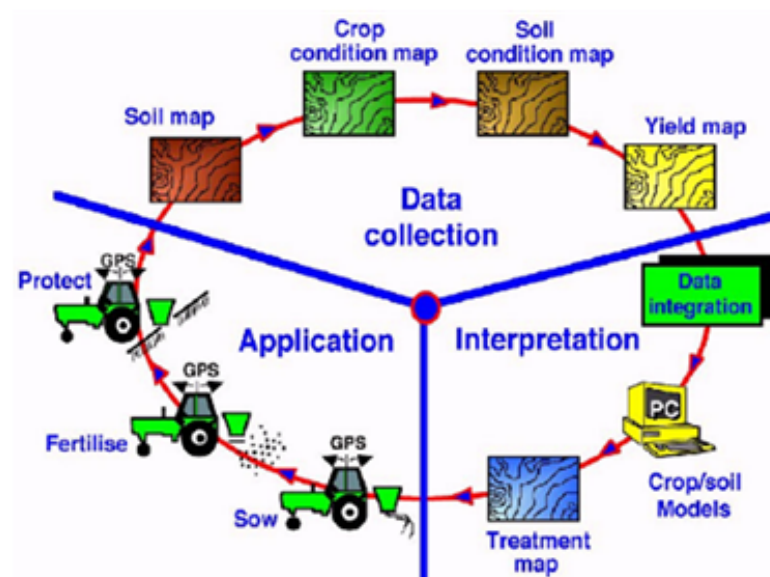 Crop
condition map
Soil
condition map
Soil map
Yield map
Data
collection
GPS
Protect
Data
integration
Application
Interpretation
GPS
PC
Fertilise
GPS
Crop/soil
Models
Sow
Treatment
map